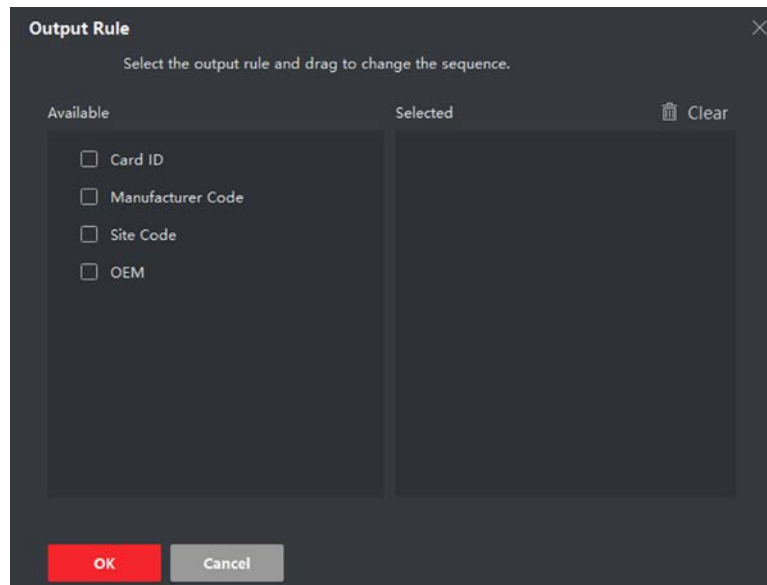 Output Rule
Select the output rule and drag to change the sequence.
Available
Selected
Clear
Card ID
Manufacturer Code
Site Code
OEM
OK
Cancel